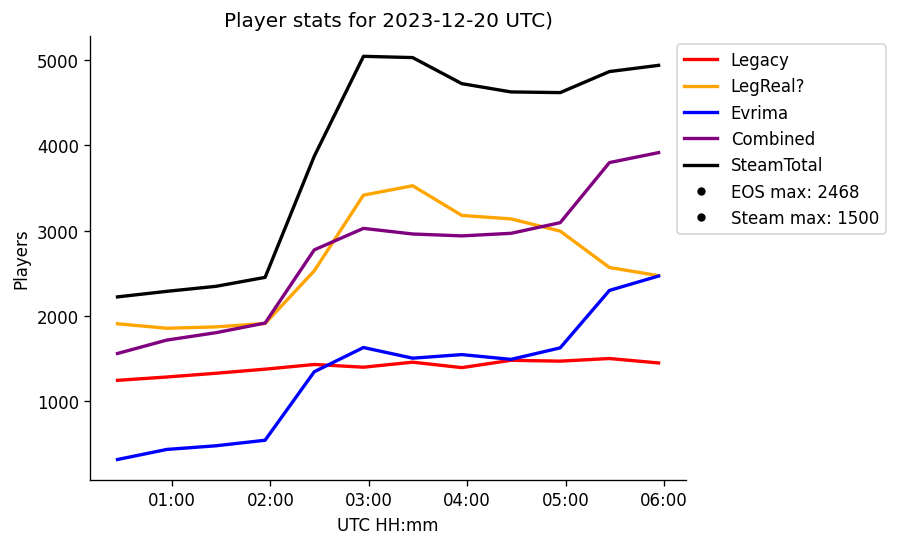 Player stats for 2023-12-20 UTC)
Legacy
LegReal?
Evrima
Combined
SteamTotal
EOS max: 2468
Steam max: 1500
Players
5000
4000
3000
2000
1000
01:00 02:00 03:00 04:00 05:00 06:00
UTC HH:mm